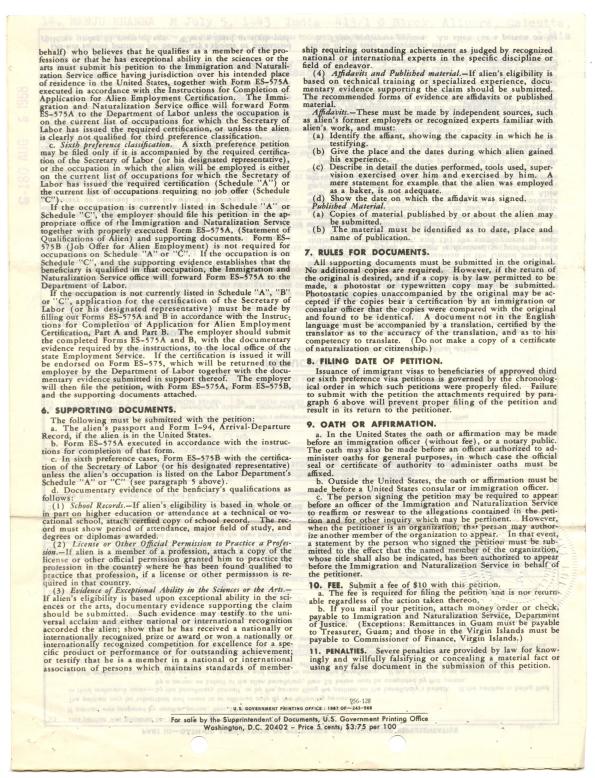 behalf) who believes that he qualifies as a member of the pro-
fessions or that he has exceptional ability in the sciences or the
arts must submit his petition to the Immigration and Naturali-
zation Service office having jurisdiction over his intended place
of residence in the United States, together with Form ES-575A,
executed in accordance with the Instructions for Completion of
Application for Alien Employment Certification. The Immi-
gration and Naturalization Service office will forward Form
ES-575A to the Department of Labor unless the occupation is
on the current list of occupations for which the Secretary of
Labor has issued the required certification, or unless the alien
is clearly not qualified for third preference classification.
c. Sixth preference classification. A sixth preference petition
may be filed only if it is accompanied by the required certifica-
tion of the Secretary of Labor (or his designated representative),
or the occupation in which the alien will be employed is either
on the current list of occupations for which the Secretary of
Labor has issued the required certification (Schedule "A") or
the current list of occupations requiring no job offer (Schedule
"C").
If the occupation is currently listed in Schedule "A" or
Schedule "C", the employer should file his petition in the ap-
propriate office of the Immigration and Naturalization Service
together with properly executed Form ES-575A, (Statement of
Qualifications of Alien) and supporting documents. Form ES-
575B (Job Offer for Alien Employment) is not required for
occupations on Schedule "A" or "C". If the occupation is on
Schedule "C", and the supporting evidence establishes that the
beneficiary is qualified in that occupation, the Immigration and
Naturalization Service office will forward Form ES-575A to the
Department of Labor.
If the occupation is not currently listed in Schedule "A", "B"
or "C", application for the certification of the Secretary of
Labor (or his designated representative) must be made by
filling out Forms ES-575A and B in accordance with the Instruc-
tions for Completion of Application for Alien Employment
Certification, Part A and Part B. The employer should submit
the completed Forms ES-575A and B, with the documentary
evidence required by the instructions, to the local office of the
state Employment Service. If the certification is issued it will
be endorsed on Form ES-575, which will be returned to the
employer by the Department of Labor together with the docu-
mentary evidence submitted in support thereof. The employer
will then file the petition, with Form ES-575A, Form ES-575B,
and the supporting documents attached.
6. SUPPORTING DOCUMENTS.
The following must be submitted with the petition:
a. The alien's passport and Form I-94, Arrival-Departure
Record, if the alien is in the United States.
b. Form ES-575A executed in accordance with the instruc-
tions for completion of that form.
c. In sixth preference cases, Form ES-575B with the certifica-
tion of the Secretary of Labor (or his designated representative)
unless the alien's occupation is listed on the Labor Department's
Schedule "A" or "C" (see paragraph 5 above).
d. Documentary evidence of the benficiary's qualifications as
follows:
(1) School Records.—If alien's eligibility is based in whole or
in part on higher education or attendance at a technical or vo-
cational school, attach certified copy of school record. The rec-
ord must show period of attendance, major field of study, and
degrees or diplomas awarded.
(2) License or Other Official Permission to Practice a Profes-
sion.—If alien is a member of a profession, attach a copy of the
license or other official permission granted him to practice the
profession in the country where he has been found qualified to
practice that profession, if a license or other permission is re-
quired in that country.
(3) Evidence of Exceptional Ability in the Sciences or the Arts.—
If alien's eligibility is based upon exceptional ability in the sci-
ences or the arts, documentary evidence supporting the claim
should be submitted. Such evidence may testify to the uni-
versal acclaim and either national or international recognition
accorded the alien; show that he has received a nationally or
internationally recognized prize or award or won a nationally or
internationally recognized competition for excellence for a spe-
cific product or performance or for outstanding achievement;
or testify that he is a member in a national or international
association of persons which maintains standards of member-
ship requiring outstanding achievement as judged by recognized
national or international experts in the specific discipline or
field of endeavor.
(4) Affidavits and Published material.—If alien's eligibility is
based on technical training or specialized experience, docu-
mentary evidence supporting the claim should be submitted.
The recommended forms of evidence are affidavits or published
material.
Affidavits.—These must be made by independent sources, such
as alien's former employers or recognized experts familiar with
alien's work, and must:
(a) Identify the affiant, showing the capacity in which he is
testifying.
(b) Give the place and the dates during which alien gained
his experience.
(c) Describe in detail the duties performed, tools used, super-
vision exercised over him and exercised by him. A
mere statement for example that the alien was employed
as a baker, is not adequate.
(d) Show the date on which the affidavit was signed.
Published Material.
(a) Copies of material published by or about the alien may
be submitted.
(b) The material must be identified as to date, place and
name of publication.
7. RULES FOR DOCUMENTS.
All supporting documents must be submitted in the original.
No additional copies are required. However, if the return of
the original is desired, and if a copy is by law permitted to be
made, a photostat or typewritten copy may be submitted.
Photostatic copies unaccompanied by the original may be ac-
cepted if the copies bear a certification by an immigration or
consular officer that the copies were compared with the original
and found to be identical. A document not in the English
language must be accompanied by a translation, certified by the
translator as to the accuracy of the translation, and as to his
competency to translate. (Do not make a copy of a certificate
of naturalization or citizenship.)
8. FILING DATE OF PETITION.
Issuance of immigrant visas to beneficiaries of approved third
or sixth preference visa petitions is governed by the chronolog-
ical order in which such petitions were properly filed. Failure
to submit with the petition the attachments required by para-
graph 6 above will prevent proper filing of the petition and
result in its return to the petitioner.
9. OATH OR AFFIRMATION.
a. In the United States the oath or affirmation may be made
before an immigration officer (without fee), or a notary public.
The oath may also be made before an officer authorized to ad-
minister oaths for general purposes, in which case the official
seal or certificate of authority to administer oaths must be
affixed.
b. Outside the United States, the oath or affirmation must be
made before a United States consular or immigration officer.
c. The person signing the petition may be required to appear
before an officer of the Immigration and Naturalization Service
to reaffirm or reswear to the allegations contained in the peti-
tion and for other inquiry which may be pertinent. However,
when the petitioner is an organization, the person may author-
ize another member of the organization to appear. In that event,
a statement by the person who signed the petition must be sub-
mitted to the effect that the named member of the organization,
whose title shall also be indicated, has been authorized to appear
before the Immigration and Naturalization Service in behalf of
the petitioner.
10. FEE. Submit a fee of $10 with this petition.
a. The fee is required for filing the petition and is not return-
able regardless of the action taken thereon.
b. If you mail your petition, attach money order or check,
payable to Immigration and Naturalization Service, Department
of Justice. (Exceptions: Remittances in Guam must be payable
to Treasurer, Guam; and those in the Virgin Islands must be
payable to Commissioner of Finance, Virgin Islands.)
11. PENALTIES. Severe penalties are provided by law for know-
ingly and willfully falsifying or concealing a material fact or
using any false document in the submission of this petition.
956-128
U.S. GOVERNMENT PRINTING OFFICE : 1967 OF—245-568
For sale by the Superintendent of Documents, U.S. Government Printing Office
Washington, D.C. 20402 - Price 5 cents; $3.75 per 100